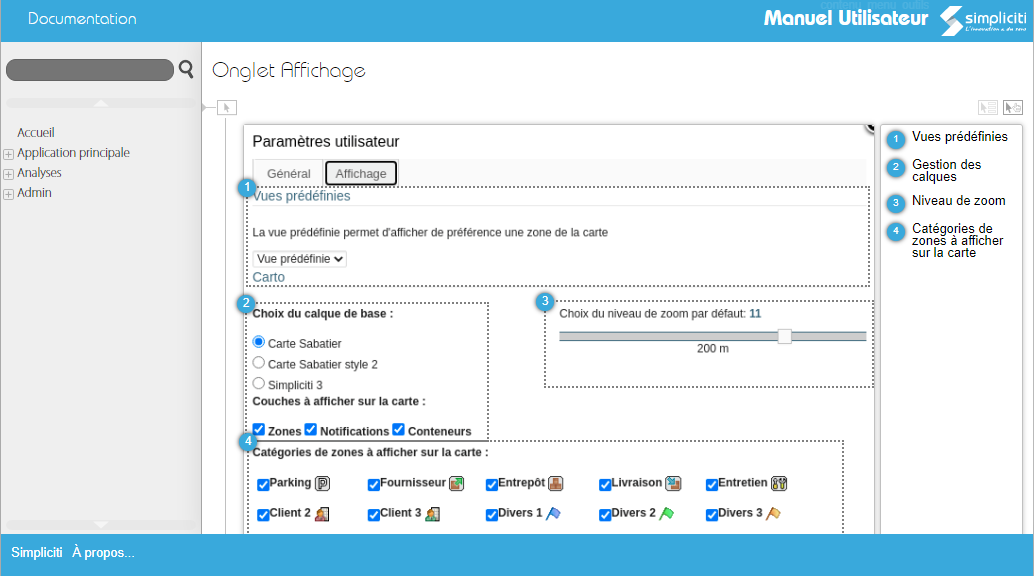 Documentation
contenu menu outils
Manuel Utilisateur
simpliciti
L'innovation a du sens
Onglet Affichage
Accueil
Application principale
Analyses
Admin
Paramètres utilisateur
Général Affichage
1
Vues prédéfinies
La vue prédéfinie permet d'afficher de préférence une zone de la carte
Vue prédéfinie
Carto
2
Choix du calque de base :
Carte Sabatier
Carte Sabatier style 2
Simpliciti 3
Couches à afficher sur la carte :
Zones Notifications Conteneurs
3
Choix du niveau de zoom par défaut: 11
200 m
4
Catégories de zones à afficher sur la carte :
Parking P Fournisseur Entrepôt Livraison Entretien
Client 2 Client 3 Divers 1 Divers 2 Divers 3
1 Vues prédéfinies
2 Gestion des
calques
3 Niveau de zoom
4 Catégories de
zones à afficher
sur la carte
Simpliciti À propos...